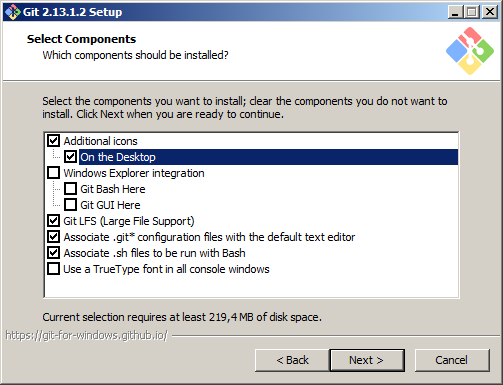 Git 2.13.1.2 Setup
Select Components
Which components should be installed?
Select the components you want to install; clear the components you do not want to
install. Click Next when you are ready to continue.
Additional icons
On the Desktop
Windows Explorer integration
Git Bash Here
Git GUI Here
Git LFS (Large File Support)
Associate .git* configuration files with the default text editor
Associate .sh files to be run with Bash
Use a TrueType font in all console windows
Current selection requires at least 219,4 MB of disk space.
https://git-for-windows.github.io/
< Back
Next >
Cancel